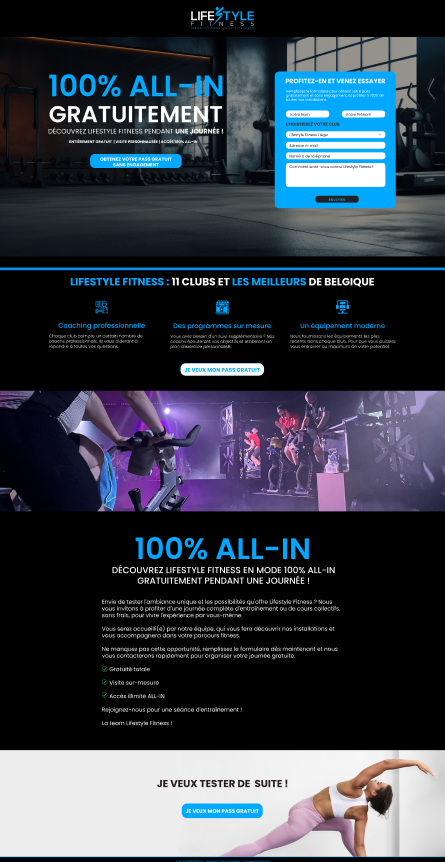 LIFESTYLE
FITNESS
100% ALL-IN
GRATUITEMENT
DÉCOUVREZ LIFESTYLE FITNESS PENDANT UNE JOURNÉE !
ENTIÈREMENT GRATUIT | VISITE PERSONNALISÉE | ACCÈS 100% ALL-IN
OBTENEZ VOTRE PASS GRATUIT
SANS ENGAGEMENT
PROFITEZ-EN ET VENEZ ESSAYER
Votre Nom
Votre Prénom
CHOISISSEZ VOTRE CLUB
Lifestyle Fitness Liège
Adresse e-mail
Numéro de téléphone
Comment avez-vous connu Lifestyle Fitness?
ENVOYER
LIFESTYLE FITNESS : 11 CLUBS ET LES MEILLEURS DE BELGIQUE
Coaching professionnelle
Des programmes sur mesure
Un équipement moderne
Chaque club compte un certain nombre de
coachs professionnels, ils vous aideront à
répondre à toutes vos questions.
Vous avez besoin d'un suivi supplémentaire ? Nos
coachs écouteront vos objectifs et établiront un
plan d'exercice personnalisé.
Nous fournissons les équipements les plus
récents dans chaque club. Pour que vous puissiez
vous entraîner au maximum de votre potentiel.
JE VEUX MON PASS GRATUIT
100% ALL-IN
DÉCOUVREZ LIFESTYLE FITNESS EN MODE 100% ALL-IN
GRATUITEMENT PENDANT UNE JOURNÉE !
Envie de tester l'ambiance unique et les possibilités qu'offre Lifestyle Fitness ? Nous
vous invitons à profiter d'une journée complète d'entraînement ou de cours collectifs,
sans frais, pour vivre l'expérience par vous-même.
Vous serez accueilli(e) par notre équipe, qui vous fera découvrir nos installations et
vous accompagnera dans votre parcours fitness.
Ne manquez pas cette opportunité, remplissez le formulaire dès maintenant et nous
vous contacterons rapidement pour organiser votre journée gratuite.
Gratuité totale
Visite sur-mesure
Accès illimité ALL-IN
Rejoignez-nous pour une séance d'entraînement !
La team Lifestyle Fitness !
JE VEUX TESTER DE SUITE !
JE VEUX MON PASS GRATUIT